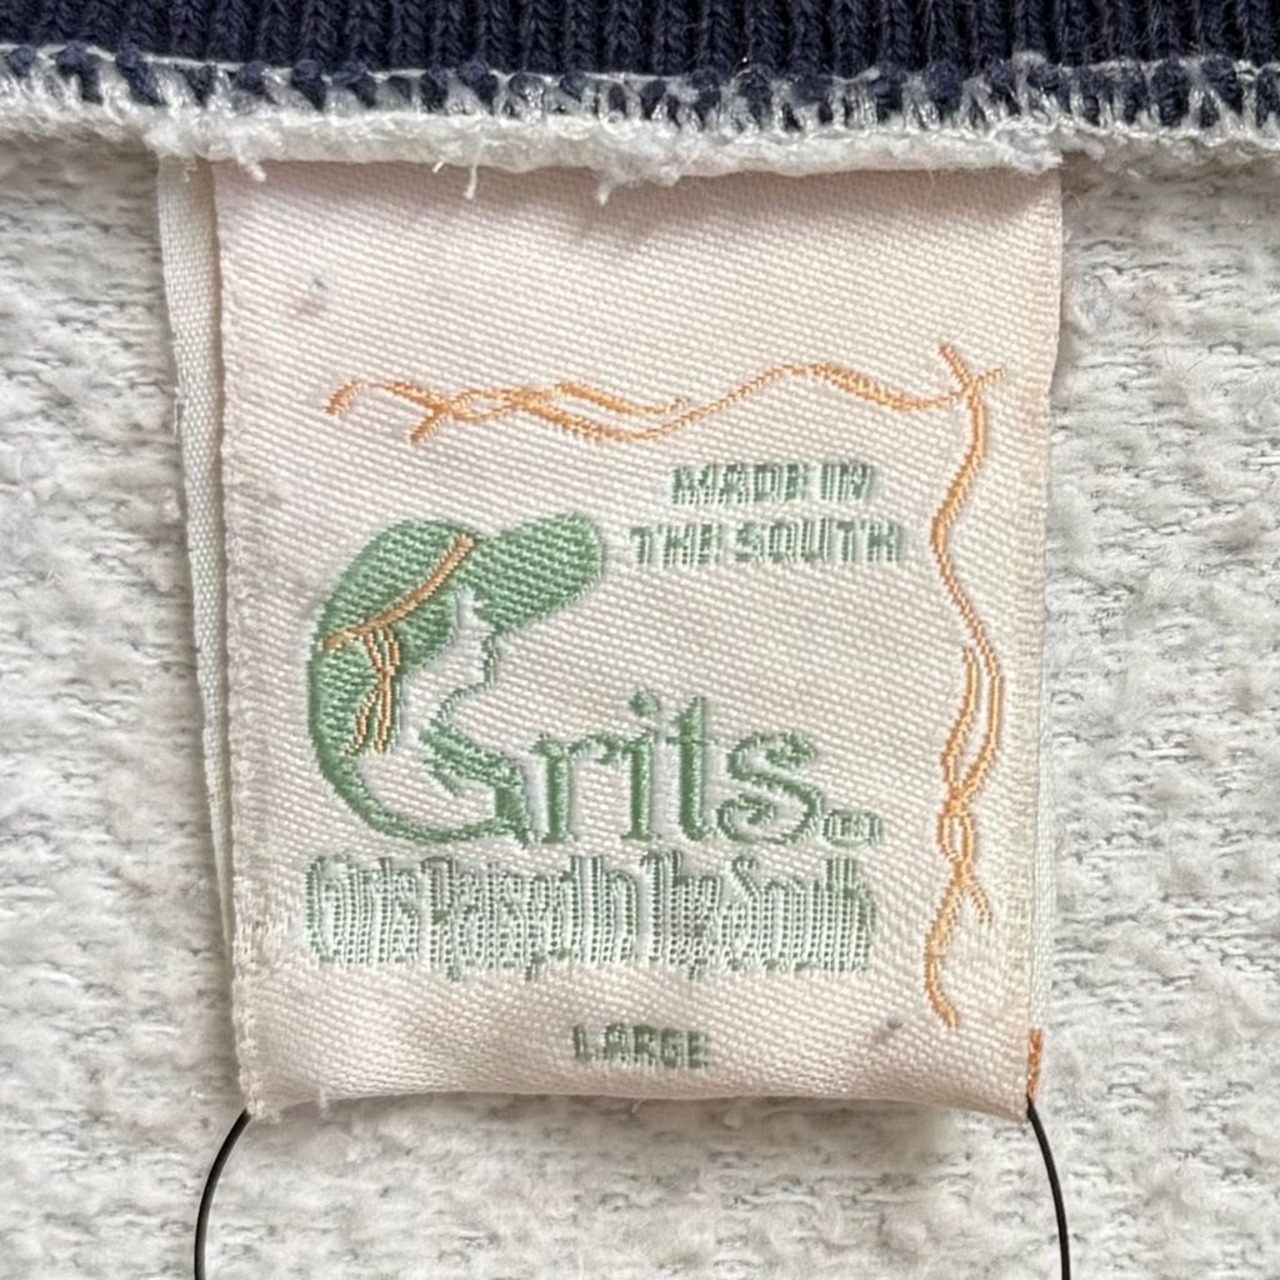 MADE IN
THE SOUTH
Grits
Girls Raised In The South
LARGE